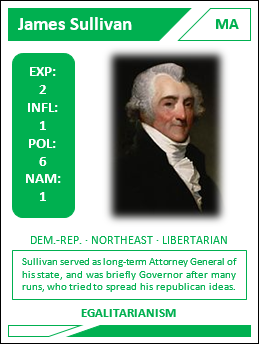 James Sullivan
MA
EXP:
2
INFL:
1
POL:
6
NAM:
1
DEM.-REP. · NORTHEAST · LIBERTARIAN
Sullivan served as long-term Attorney General of
his state, and was briefly Governor after many
runs, who tried to spread his republican ideas.
EGALITARIANISM